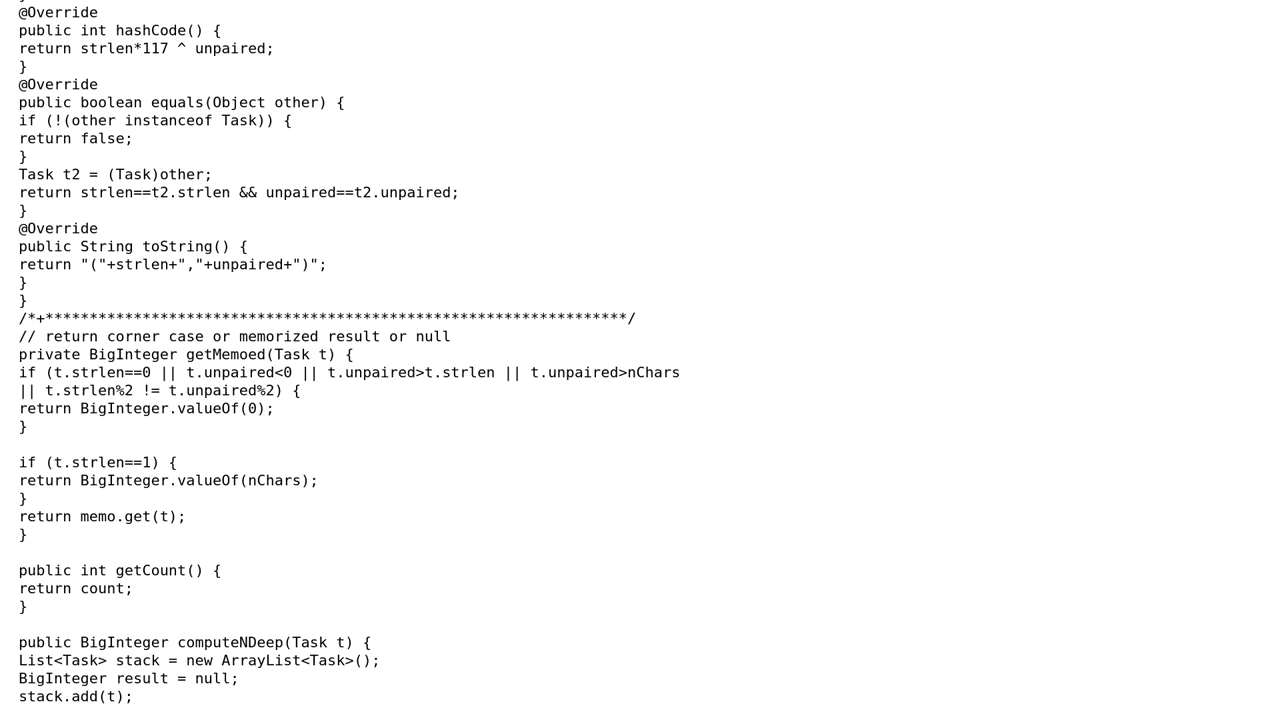 @Override
public int hashCode() {
return strlen*117 ^ unpaired;
}
@Override
public boolean equals(Object other) {
if (!(other instanceof Task)) {
return false;
}
Task t2 = (Task)other;
return strlen==t2.strlen && unpaired==t2.unpaired;
}
@Override
public String toString() {
return "("+strlen+","+unpaired+")";
}
}
/*+******************************************************************/
// return corner case or memorized result or null
private BigInteger getMemoed(Task t) {
if (t.strlen==0 || t.unpaired<0 || t.unpaired>t.strlen || t.unpaired>nChars
|| t.strlen%2 != t.unpaired%2) {
return BigInteger.valueOf(0);
}
if (t.strlen==1) {
return BigInteger.valueOf(nChars);
}
return memo.get(t);
}
public int getCount() {
return count;
}
public BigInteger computeNDeep(Task t) {
List<Task> stack = new ArrayList<Task>();
BigInteger result = null;
stack.add(t);